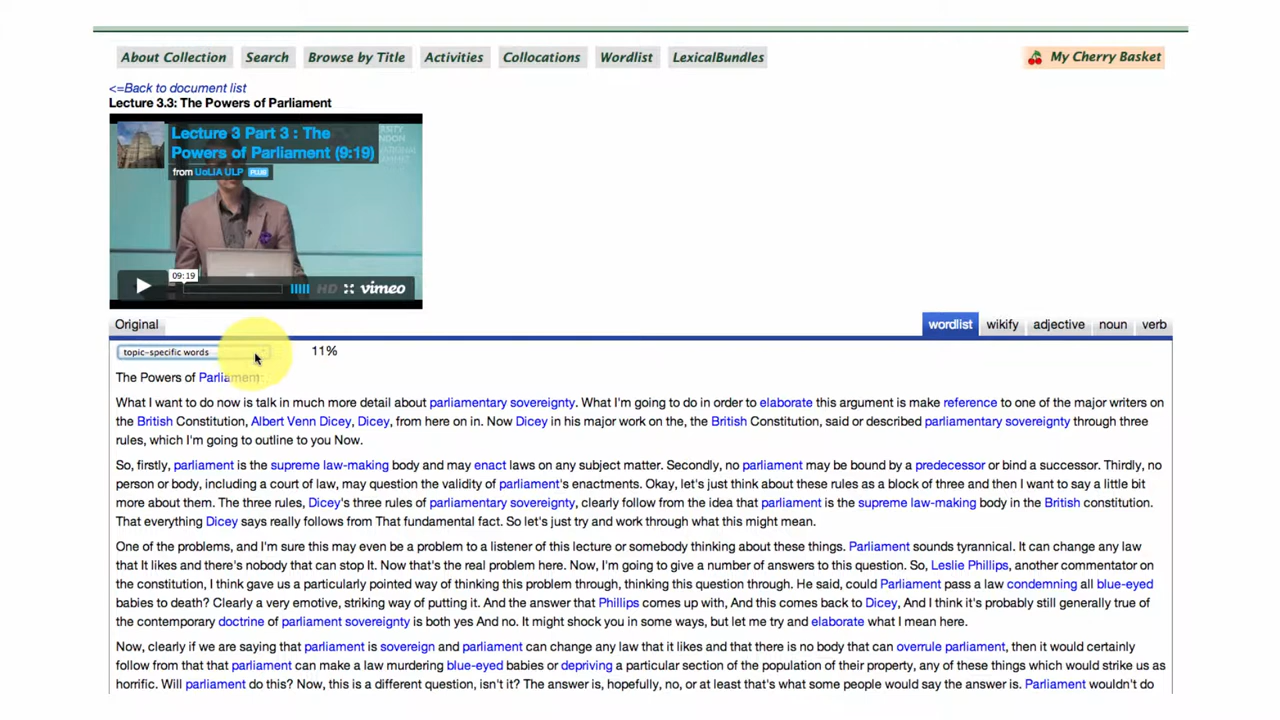 About Collection Search Browse by Title Activities Collocations Wordlist LexicalBundles My Cherry Basket
<=Back to document list
Lecture 3.3: The Powers of Parliament
Lecture 3 Part 3 : The
Powers of Parliament (9:19)
from UoLIA ULP PLUS
09:19
HD vimeo
Original wordlist wikify adjective noun verb
topic-specific words 11%
The Powers of Parliament
What I want to do now is talk in much more detail about parliamentary sovereignty. What I'm going to do in order to elaborate this argument is make reference to one of the major writers on
the British Constitution, Albert Venn Dicey, Dicey, from here on in. Now Dicey in his major work on the, the British Constitution, said or described parliamentary sovereignty through three
rules, which I'm going to outline to you Now.
So, firstly, parliament is the supreme law-making body and may enact laws on any subject matter. Secondly, no parliament may be bound by a predecessor or bind a successor. Thirdly, no
person or body, including a court of law, may question the validity of parliament's enactments. Okay, let's just think about these rules as a block of three and then I want to say a little bit
more about them. The three rules, Dicey's three rules of parliamentary sovereignty, clearly follow from the idea that parliament is the supreme law-making body in the British constitution.
That everything Dicey says really follows from That fundamental fact. So let's just try and work through what this might mean.
One of the problems, and I'm sure this may even be a problem to a listener of this lecture or somebody thinking about these things. Parliament sounds tyrannical. It can change any law
that It likes and there's nobody that can stop It. Now that's the real problem here. Now, I'm going to give a number of answers to this question. So, Leslie Phillips, another commentator on
the constitution, I think gave us a particularly pointed way of thinking this problem through, thinking this question through. He said, could Parliament pass a law condemning all blue-eyed
babies to death? Clearly a very emotive, striking way of putting it. And the answer that Phillips comes up with, And this comes back to Dicey, And I think it's probably still generally true of
the contemporary doctrine of parliament sovereignty is both yes And no. It might shock you in some ways, but let me try and elaborate what I mean here.
Now, clearly if we are saying that parliament is sovereign and parliament can change any law that it likes and that there is no body that can overrule parliament, then it would certainly
follow from that that parliament can make a law murdering blue-eyed babies or depriving a particular section of the population of their property, any of these things which would strike us as
horrific. Will parliament do this? Now, this is a different question, isn't it? The answer is, hopefully, no, or at least that's what some people would say the answer is. Parliament wouldn't do